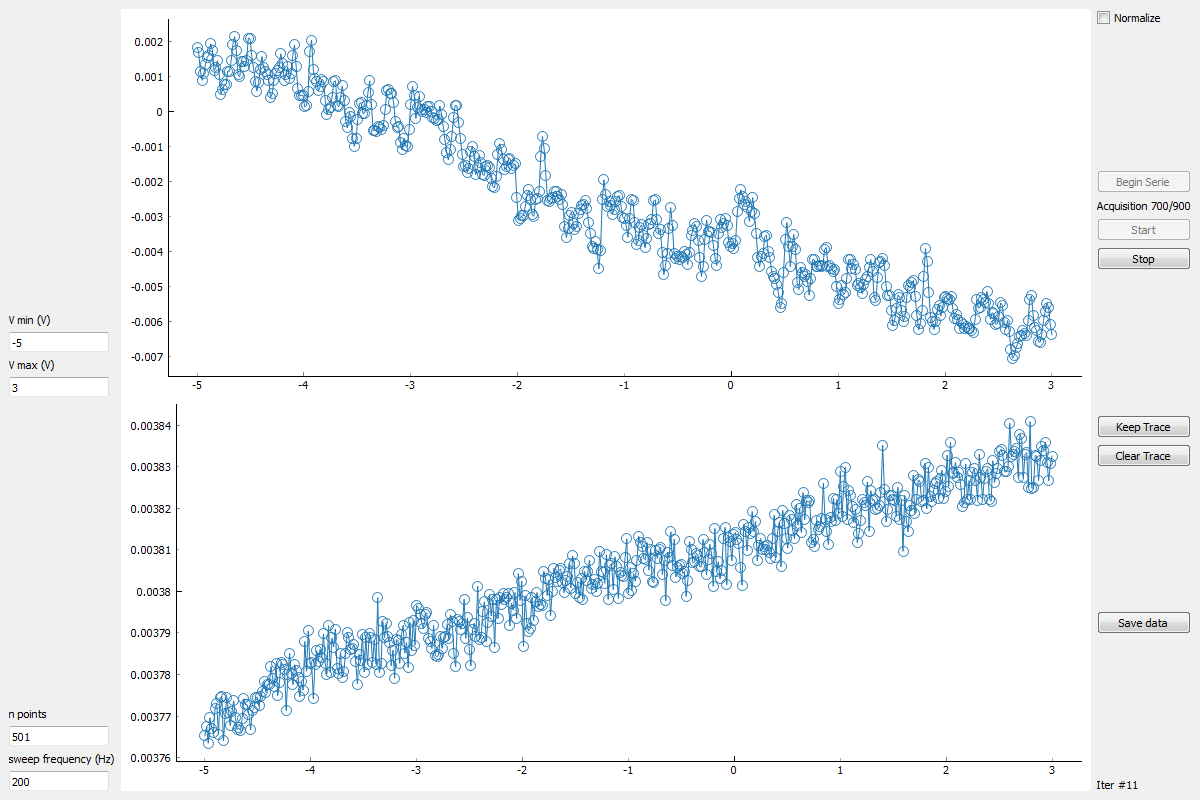 Normalize
0.002
0.001
0
-0.001
-0.002
-0.003
-0.004
-0.005
-0.006
-0.007
-5 -4 -3 -2 -1 0 1 2 3
Begin Serie
Acquisition 700/900
Start
Stop
V min (V)
-5
V max (V)
3
0.00384
0.00383
0.00382
0.00381
0.0038
0.00379
0.00378
0.00377
0.00376
-5 -4 -3 -2 -1 0 1 2 3
Keep Trace
Clear Trace
Save data
n points
501
sweep frequency (Hz)
200
Iter #11